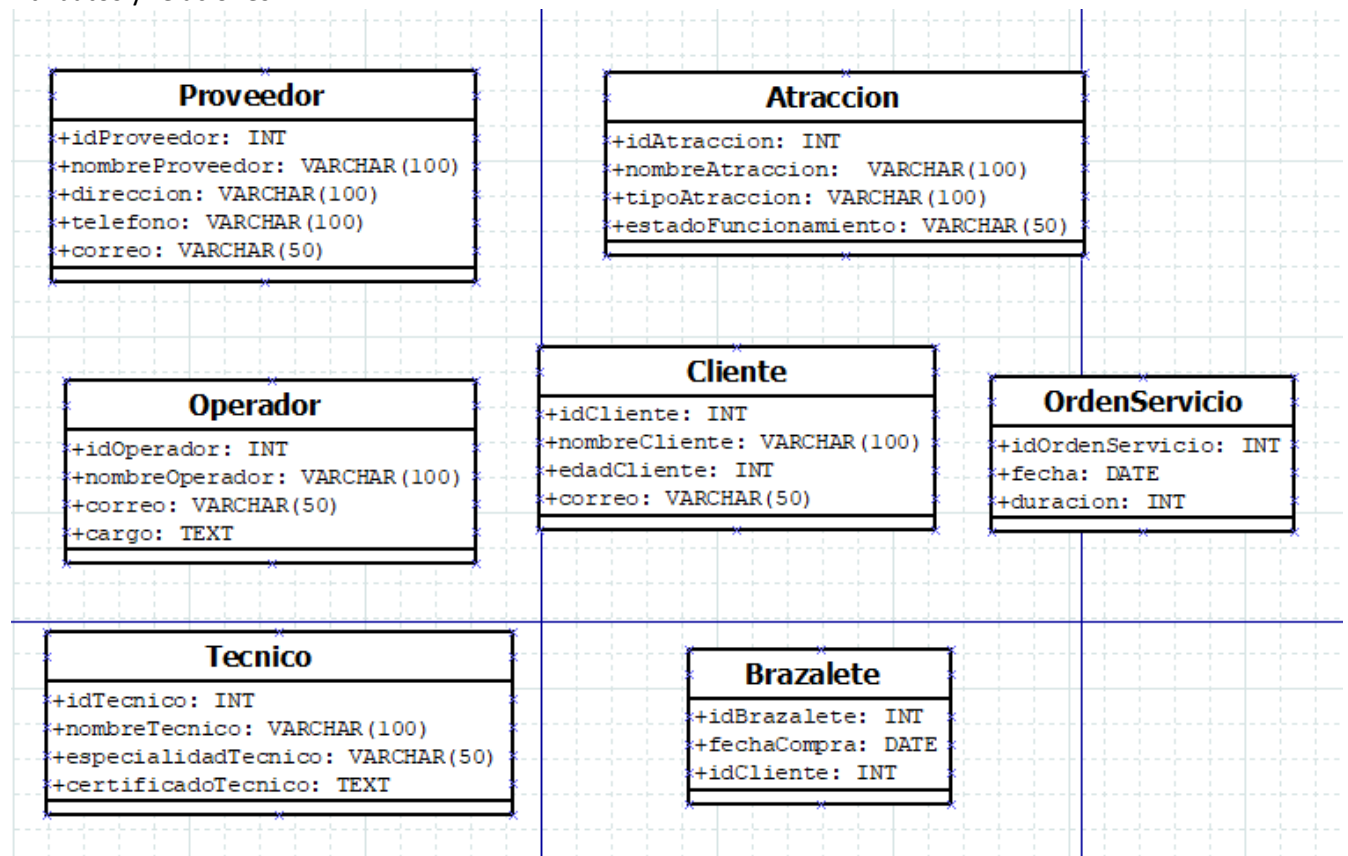 Proveedor
+idProveedor: INT
+nombreProveedor: VARCHAR(100)
+direccion: VARCHAR(100)
+telefono: VARCHAR(100)
+correo: VARCHAR(50)
Atraccion
+idAtraccion: INT
+nombreAtraccion:  VARCHAR(100)
+tipoAtraccion: VARCHAR(100)
+estadoFuncionamiento: VARCHAR(50)
Operador
+idOperador: INT
+nombreOperador: VARCHAR(100)
+correo: VARCHAR(50)
+cargo: TEXT
Cliente
+idCliente: INT
+nombreCliente: VARCHAR(100)
+edadCliente: INT
+correo: VARCHAR(50)
OrdenServicio
+idOrdenServicio: INT
+fecha: DATE
+duracion: INT
Tecnico
+idTecnico: INT
+nombreTecnico: VARCHAR(100)
+especialidadTecnico: VARCHAR(50)
+certificadoTecnico: TEXT
Brazalete
+idBrazalete: INT
+fechaCompra: DATE
+idCliente: INT